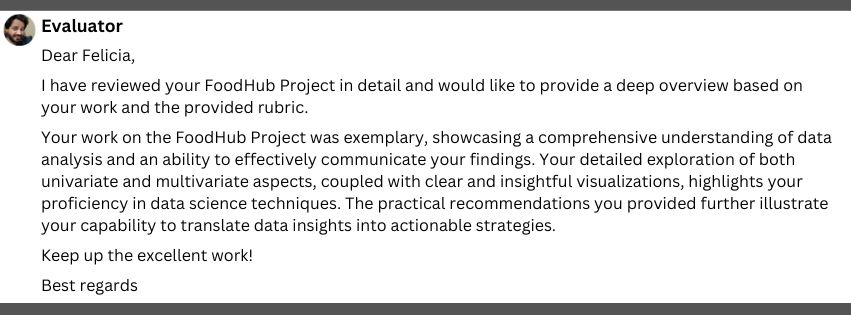 Evaluator
Dear Felicia,
I have reviewed your FoodHub Project in detail and would like to provide a deep overview based on
your work and the provided rubric.
Your work on the FoodHub Project was exemplary, showcasing a comprehensive understanding of data
analysis and an ability to effectively communicate your findings. Your detailed exploration of both
univariate and multivariate aspects, coupled with clear and insightful visualizations, highlights your
proficiency in data science techniques. The practical recommendations you provided further illustrate
your capability to translate data insights into actionable strategies.
Keep up the excellent work!
Best regards